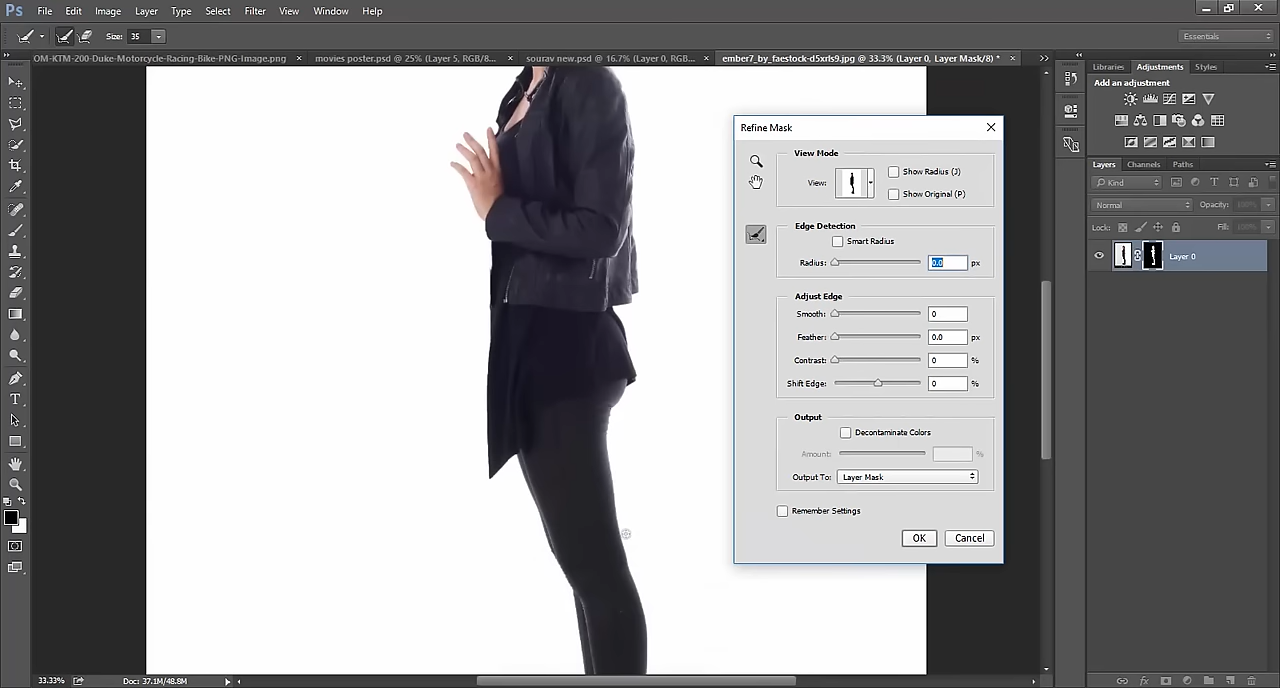 Ps File Edit Image Layer Type Select Filter View Window Help
Size: 35 Essentials
OM-KTM-200-Duke-Motorcycle-Racing-Bike-PNG-Image.png × movies poster.psd @ 25% (Layer 5, RGB/8... × sourav new.psd @ 16.7% (Layer 0, RGB... × ember7_by_faestock-d5xrls9.jpg @ 33.3% (Layer 0, Layer Mask/8) * ×
Libraries Adjustments Styles
Add an adjustment
Layers Channels Paths
Kind
Normal Opacity: 100%
Lock: Fill: 100%
Layer 0
Refine Mask
View Mode
View: Show Radius (J)
Show Original (P)
Edge Detection
Smart Radius
Radius: 0.0 px
Adjust Edge
Smooth: 0
Feather: 0.0 px
Contrast: 0 %
Shift Edge: 0 %
Output
Decontaminate Colors
Amount: %
Output To: Layer Mask
Remember Settings
OK Cancel
33.33% Doc: 37.1M/48.8M
fx